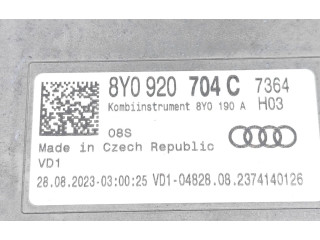 8Y0 920 704 C 7364
Kombiinstrument 8Y0 190 A H03
08S
Made in Czech Republic
VD1
28.08.2023-03:00:25 VD1-04828.08.2374140126